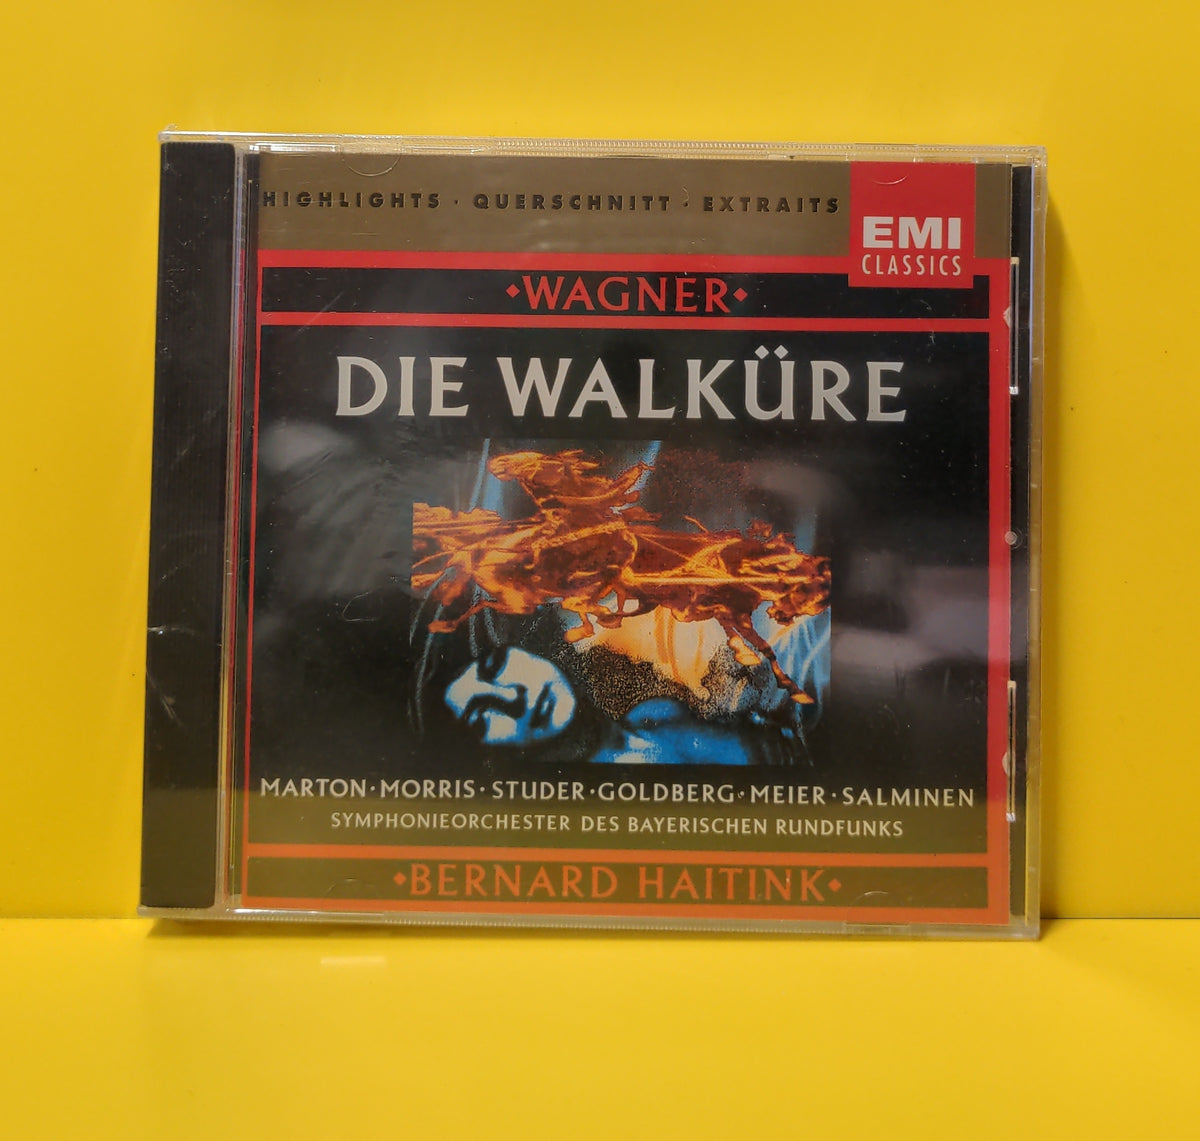 HIGHLIGHTS · QUERSCHNITT · EXTRAITS
EMI
CLASSICS
·WAGNER·
DIE WALKÜRE
MARTON·MORRIS·STUDER·GOLDBERG·MEIER·SALMINEN
SYMPHONIEORCHESTER DES BAYERISCHEN RUNDFUNKS
·BERNARD HAITINK·